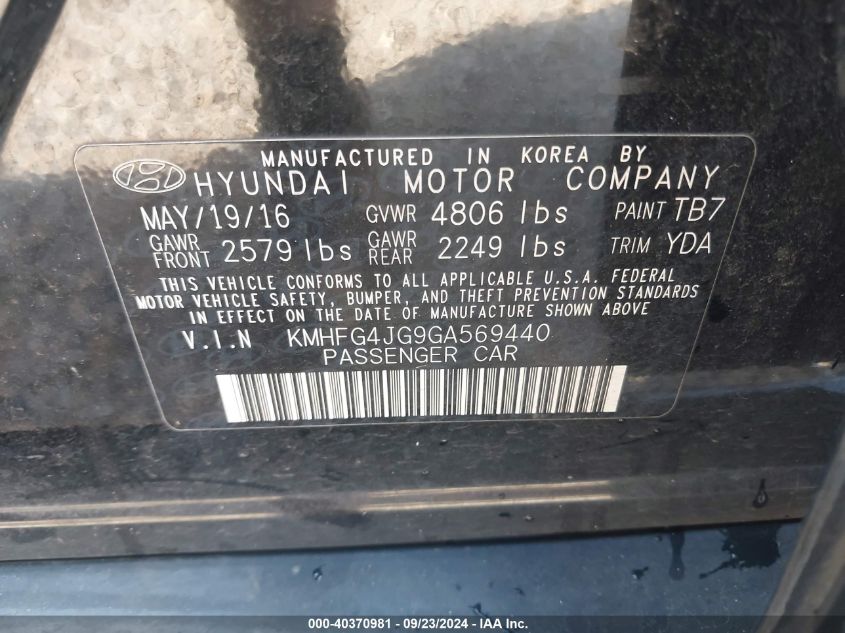 MANUFACTURED IN KOREA BY
HYUNDAI MOTOR COMPANY
MAY/19/16 GVWR 4806 lbs PAINT TB7
GAWR FRONT 2579 lbs GAWR REAR 2249 lbs TRIM YDA
THIS VEHICLE CONFORMS TO ALL APPLICABLE U.S.A. FEDERAL
MOTOR VEHICLE SAFETY, BUMPER, AND THEFT PREVENTION STANDARDS
IN EFFECT ON THE DATE OF MANUFACTURE SHOWN ABOVE
V.I.N KMHFG4JG9GA569440
PASSENGER CAR
000-40370981 - 09/23/2024 - IAA Inc.